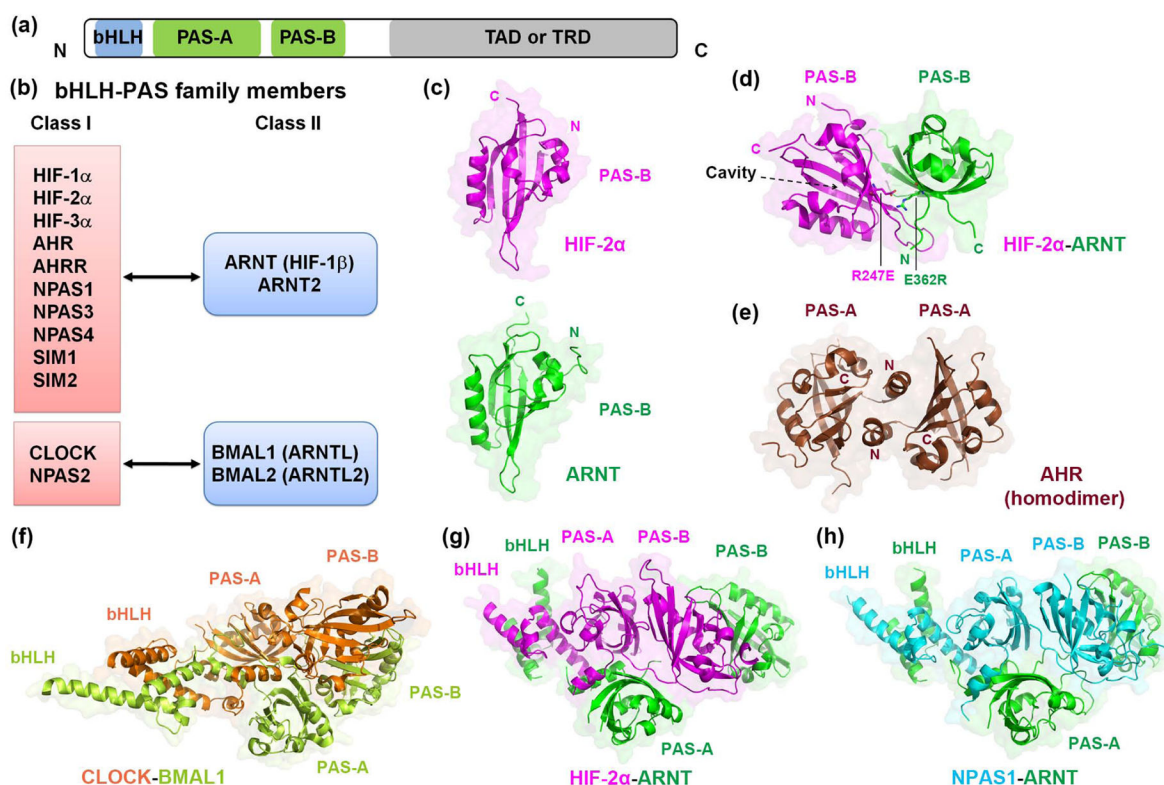 (a)
N
bHLH
PAS-A
PAS-B
TAD or TRD
C
(b)
bHLH-PAS family members
Class I
Class II
HIF-1α
HIF-2α
HIF-3α
AHR
AHRR
NPAS1
NPAS3
NPAS4
SIM1
SIM2
ARNT (HIF-1β)
ARNT2
CLOCK
NPAS2
BMAL1 (ARNTL)
BMAL2 (ARNTL2)
(c)
C
N
PAS-B
HIF-2α
C
N
PAS-B
ARNT
(d)
PAS-B
PAS-B
N
C
Cavity
N
C
R247E
E362R
HIF-2α-ARNT
(e)
PAS-A
PAS-A
C
N
N
C
AHR
(homodimer)
(f)
PAS-B
PAS-A
bHLH
bHLH
PAS-B
PAS-A
CLOCK-BMAL1
(g)
bHLH
PAS-A
PAS-B
PAS-B
bHLH
PAS-A
HIF-2α-ARNT
(h)
bHLH
PAS-A
PAS-B
PAS-B
bHLH
PAS-A
NPAS1-ARNT